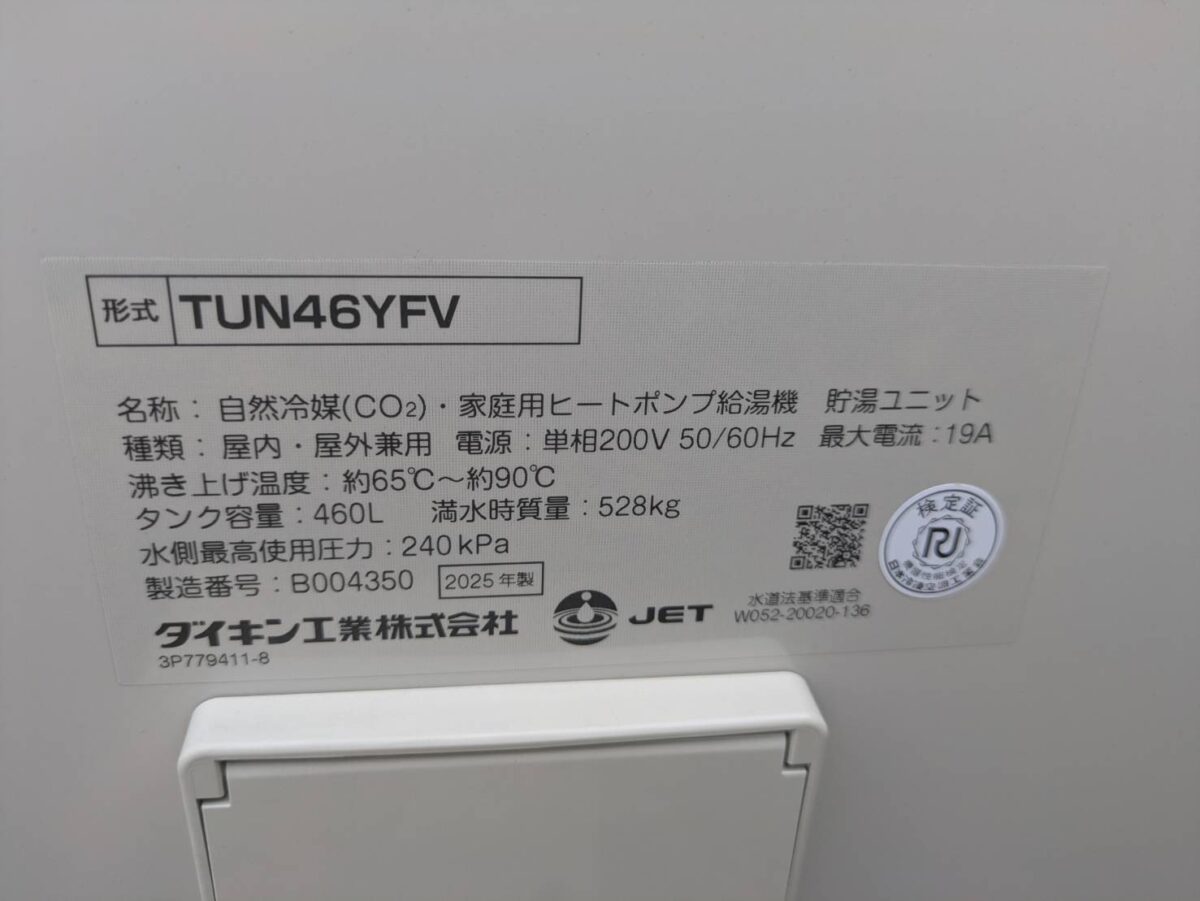 形式 TUN46YFV
名称：自然冷媒(CO₂)・家庭用ヒートポンプ給湯機 貯湯ユニット
種類：屋内・屋外兼用 電源：単相200V 50/60Hz 最大電流：19A
沸き上げ温度：約65℃～約90℃
タンク容量：460L 満水時質量：528kg
水側最高使用圧力：240kPa
製造番号：B004350 2025年製
ダイキン工業株式会社 JET
3P779411-8
水道法基準適合
W052-20020-136
検定証